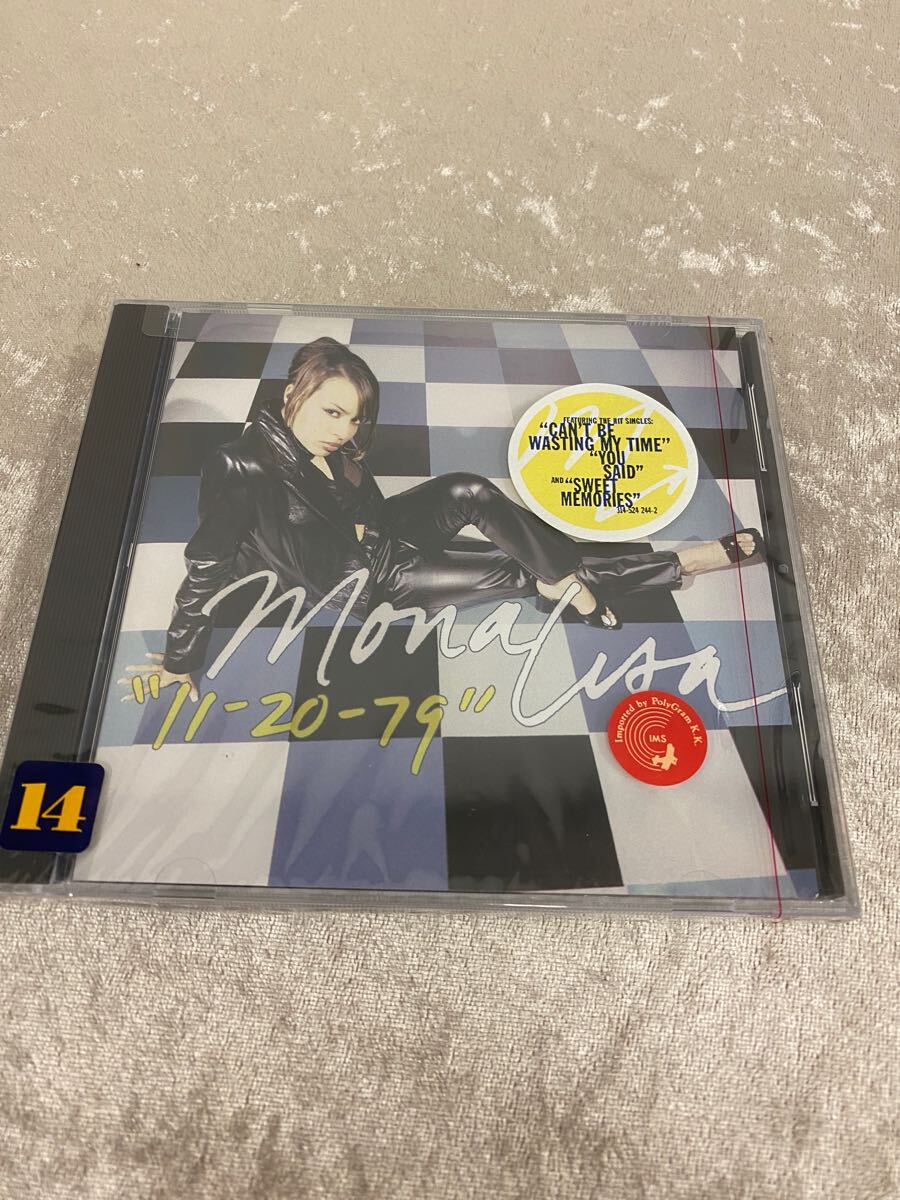 FEATURING THE HIT SINGLES:
"CAN'T BE
WASTING MY TIME"
"YOU
SAID"
AND "SWEET
MEMORIES"
314-524 244-2
Mona Lisa
"11-20-79"
Imported by PolyGram K.K.
IMS
14